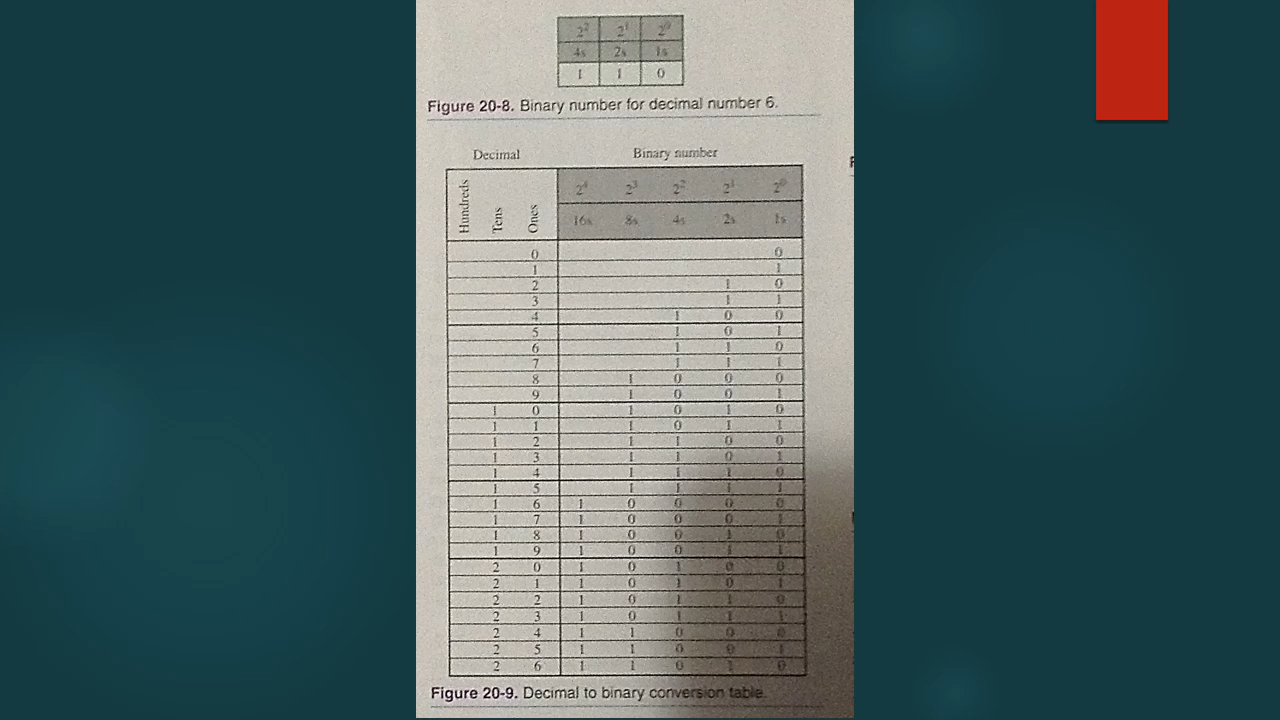 2² 2¹ 2⁰
4s 2s 1s
1 1 0
Figure 20-8. Binary number for decimal number 6.
Decimal Binary number
Hundreds Tens Ones 2⁴ 2³ 2² 2¹ 2⁰
16s 8s 4s 2s 1s
0 0
1 1
2 1 0
3 1 1
4 1 0 0
5 1 0 1
6 1 1 0
7 1 1 1
8 1 0 0 0
9 1 0 0 1
1 0 1 0 1 0
1 1 1 0 1 1
1 2 1 1 0 0
1 3 1 1 0 1
1 4 1 1 1 0
1 5 1 1 1 1
1 6 1 0 0 0 0
1 7 1 0 0 0 1
1 8 1 0 0 1 0
1 9 1 0 0 1 1
2 0 1 0 1 0 0
2 1 1 0 1 0 1
2 2 1 0 1 1 0
2 3 1 0 1 1 1
2 4 1 1 0 0 0
2 5 1 1 0 0 1
2 6 1 1 0 1 0
Figure 20-9. Decimal to binary conversion table.